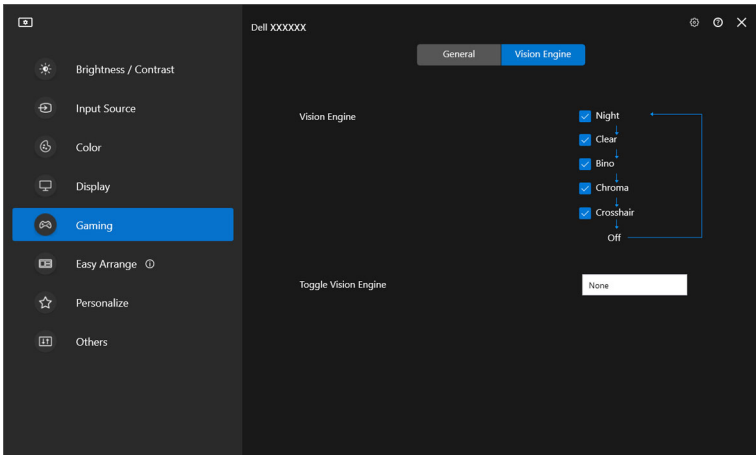 Dell XXXXXX
General
Vision Engine
Brightness / Contrast
Input Source
Color
Display
Gaming
Easy Arrange
Personalize
Others
Vision Engine
Night
Clear
Bino
Chroma
Crosshair
Off
Toggle Vision Engine
None